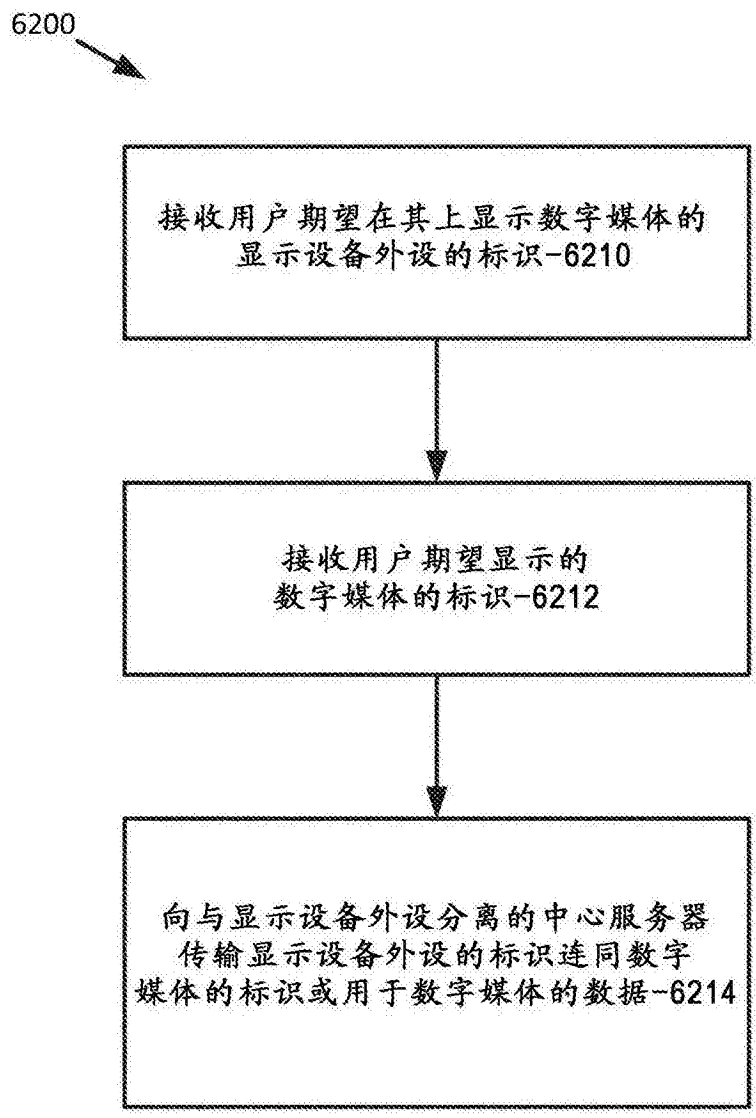 6200
接收用户期望在其上显示数字媒体的
显示设备外设的标识-6210
接收用户期望显示的
数字媒体的标识-6212
向与显示设备外设分离的中心服务器
传输显示设备外设的标识连同数字
媒体的标识或用于数字媒体的数据-6214